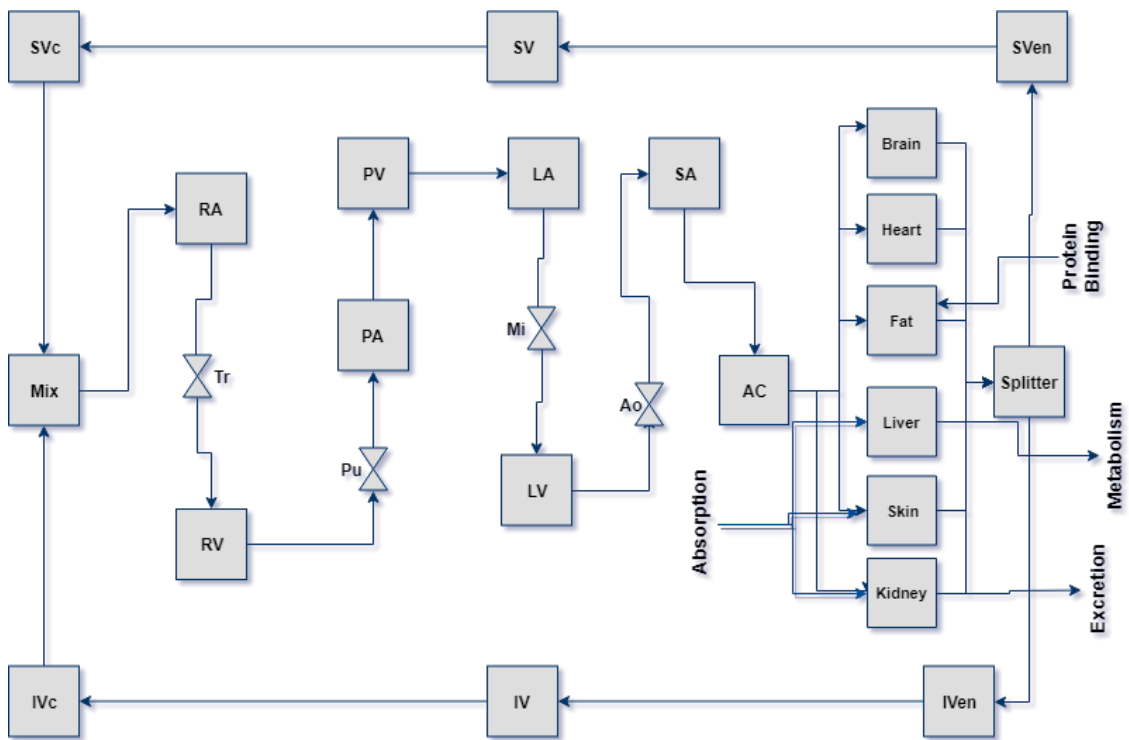 SVc
SV
SVen
Brain
PV
LA
SA
RA
Heart
Protein
Binding
Fat
PA
Mi
Tr
Mix
AC
Splitter
Ao
Liver
Metabolism
Pu
LV
Absorption
Skin
RV
Kidney
Excretion
IVc
IV
IVen